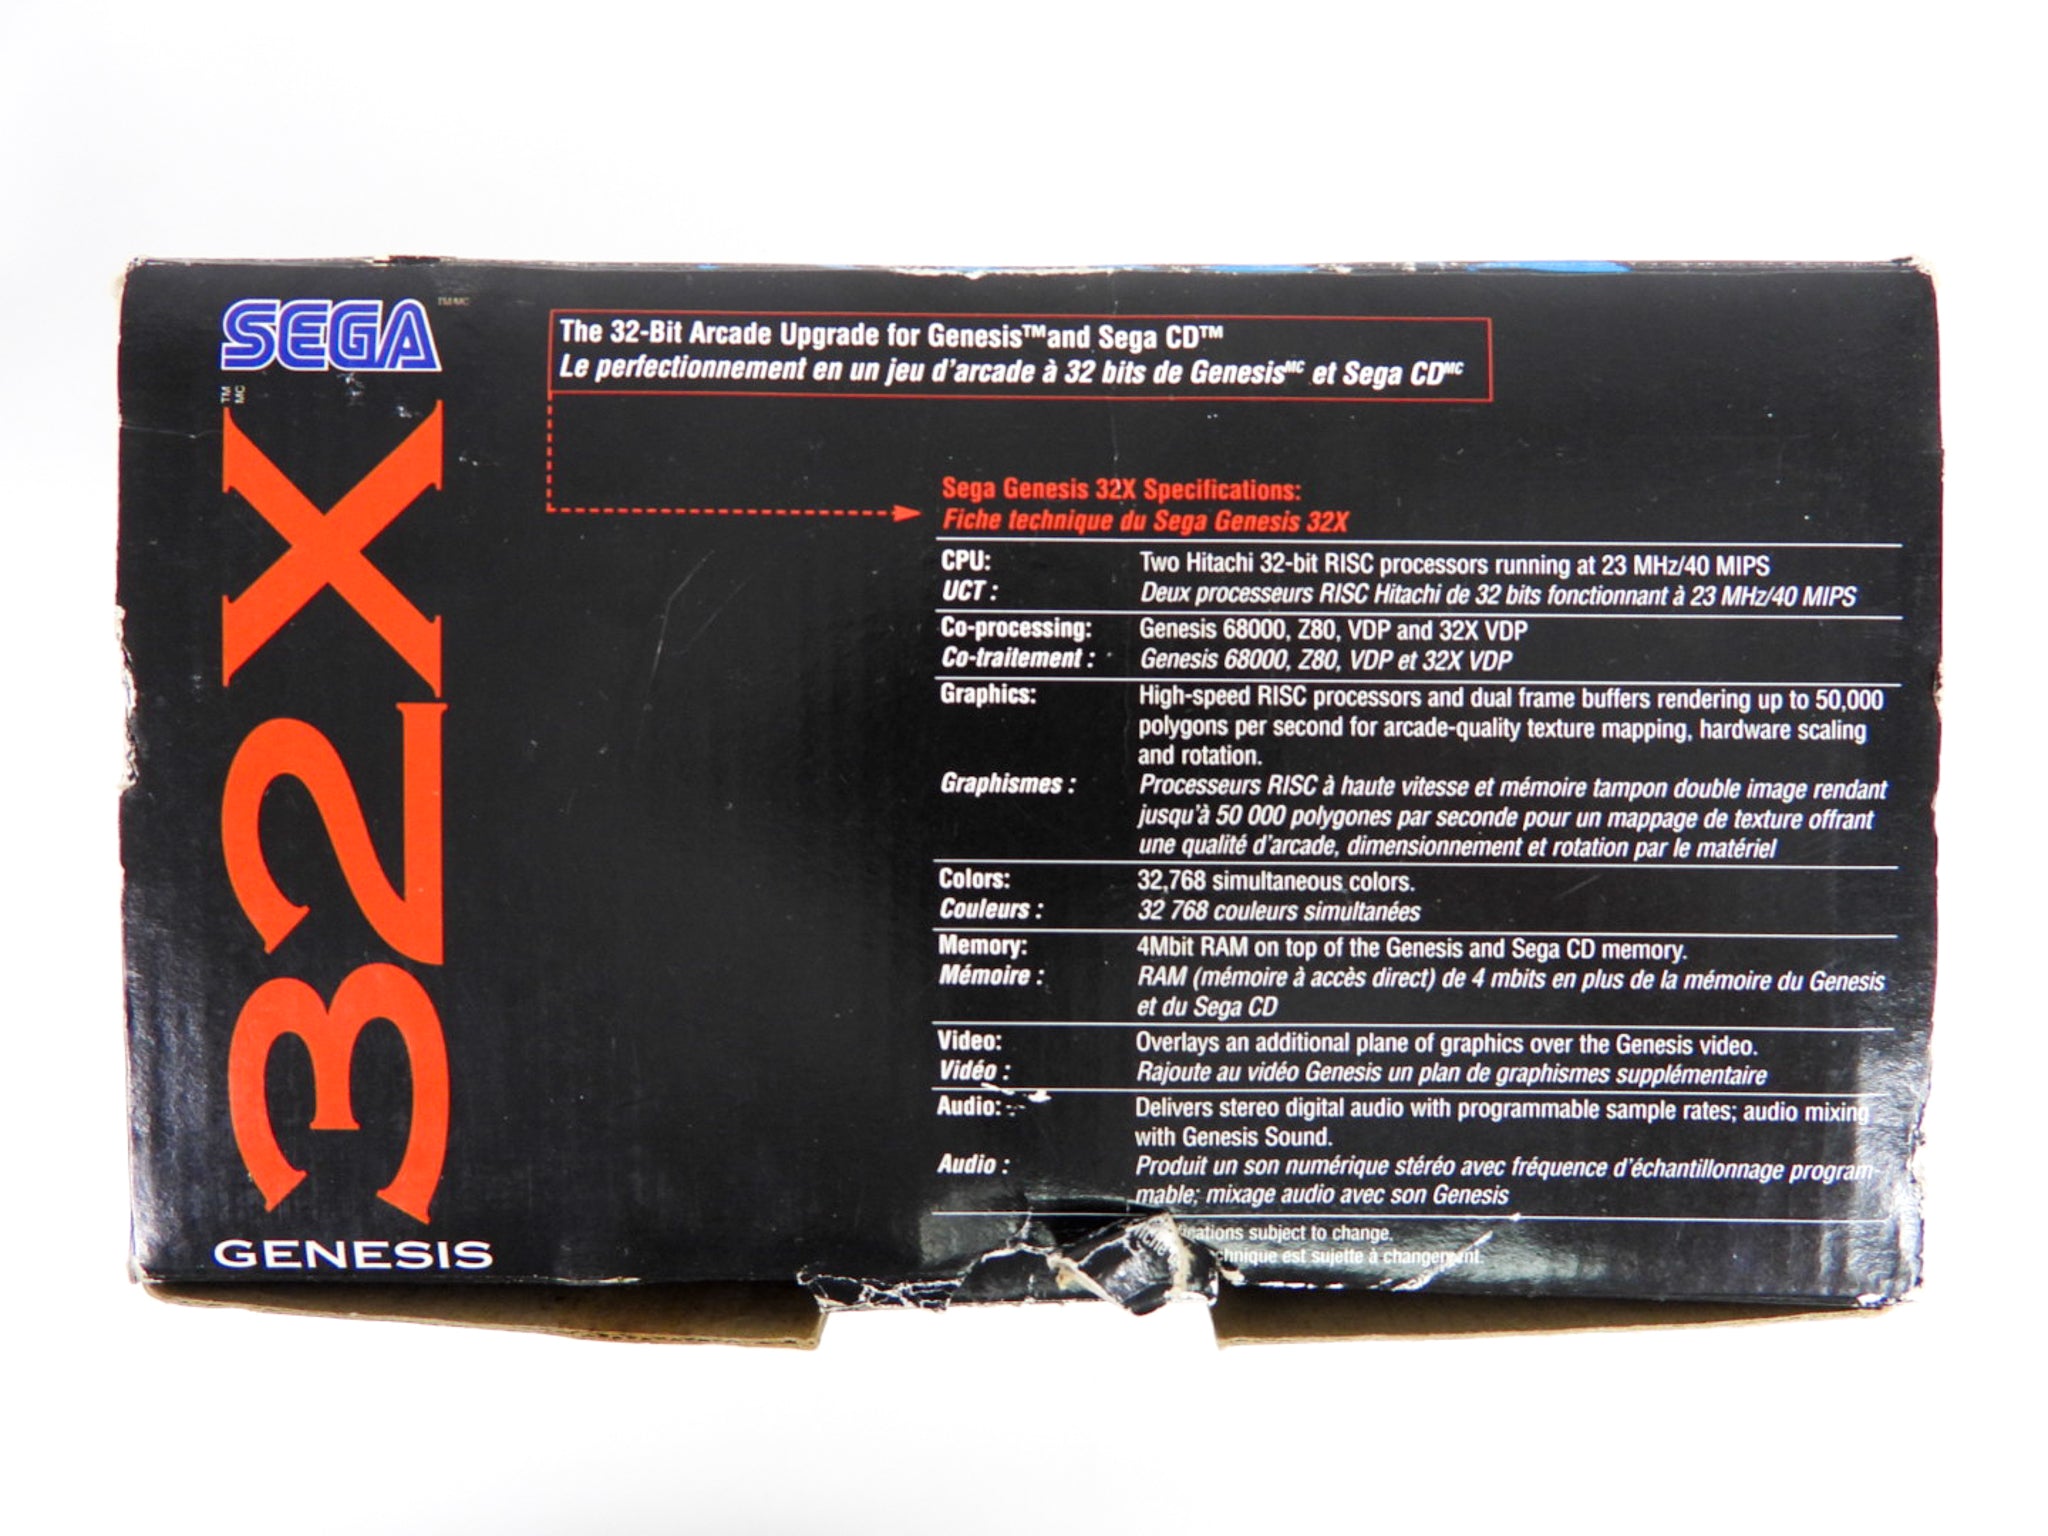 SEGA
TM/MC
TM
MC
32X
GENESIS
The 32-Bit Arcade Upgrade for Genesis™and Sega CD™
Le perfectionnement en un jeu d'arcade à 32 bits de Genesisᴹᶜ et Sega CDᴹᶜ
Sega Genesis 32X Specifications:
Fiche technique du Sega Genesis 32X
CPU: Two Hitachi 32-bit RISC processors running at 23 MHz/40 MIPS
UCT : Deux processeurs RISC Hitachi de 32 bits fonctionnant à 23 MHz/40 MIPS
Co-processing: Genesis 68000, Z80, VDP and 32X VDP
Co-traitement : Genesis 68000, Z80, VDP et 32X VDP
Graphics: High-speed RISC processors and dual frame buffers rendering up to 50,000
polygons per second for arcade-quality texture mapping, hardware scaling
and rotation.
Graphismes : Processeurs RISC à haute vitesse et mémoire tampon double image rendant
jusqu'à 50 000 polygones par seconde pour un mappage de texture offrant
une qualité d'arcade, dimensionnement et rotation par le matériel
Colors: 32,768 simultaneous colors.
Couleurs : 32 768 couleurs simultanées
Memory: 4Mbit RAM on top of the Genesis and Sega CD memory.
Mémoire : RAM (mémoire à accès direct) de 4 mbits en plus de la mémoire du Genesis
et du Sega CD
Video: Overlays an additional plane of graphics over the Genesis video.
Vidéo : Rajoute au vidéo Genesis un plan de graphismes supplémentaire
Audio: Delivers stereo digital audio with programmable sample rates; audio mixing
with Genesis Sound.
Audio : Produit un son numérique stéréo avec fréquence d'échantillonnage program-
mable; mixage audio avec son Genesis
subject to change.
est sujette à changement.